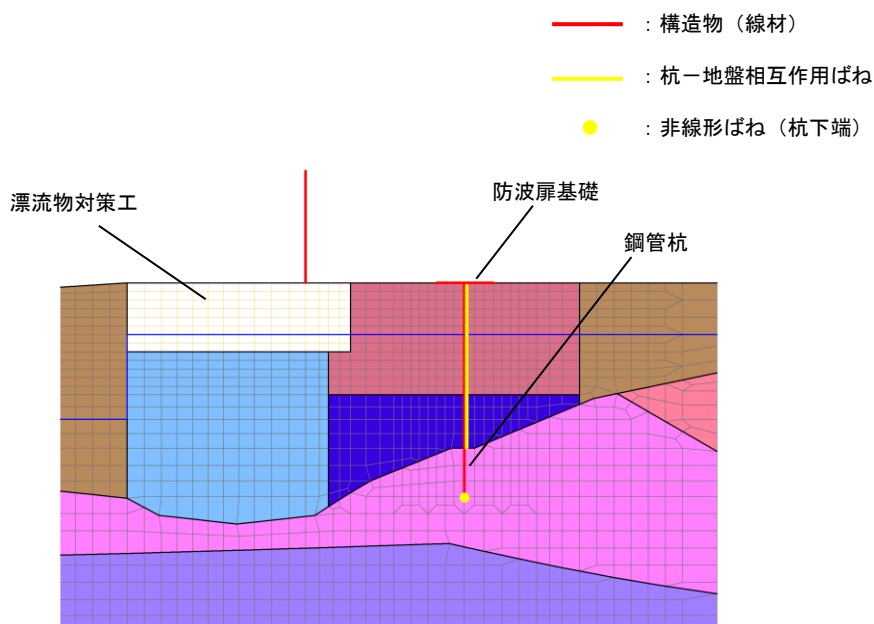 ：構造物（線材）
：杭－地盤相互作用ばね
：非線形ばね（杭下端）
防波扉基礎
漂流物対策工
鋼管杭